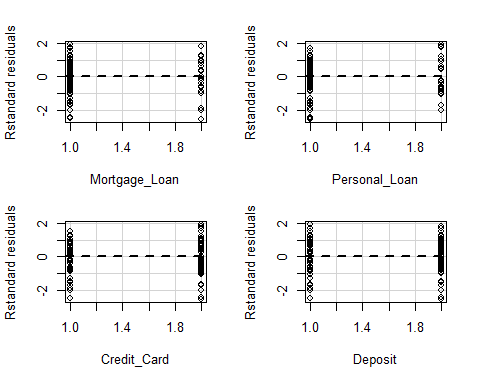 Rstandard residuals
2
0
-2
1.0 1.4 1.8
Mortgage_Loan
Rstandard residuals
2
0
-2
1.0 1.4 1.8
Personal_Loan
Rstandard residuals
2
0
-2
1.0 1.4 1.8
Credit_Card
Rstandard residuals
2
0
-2
1.0 1.4 1.8
Deposit